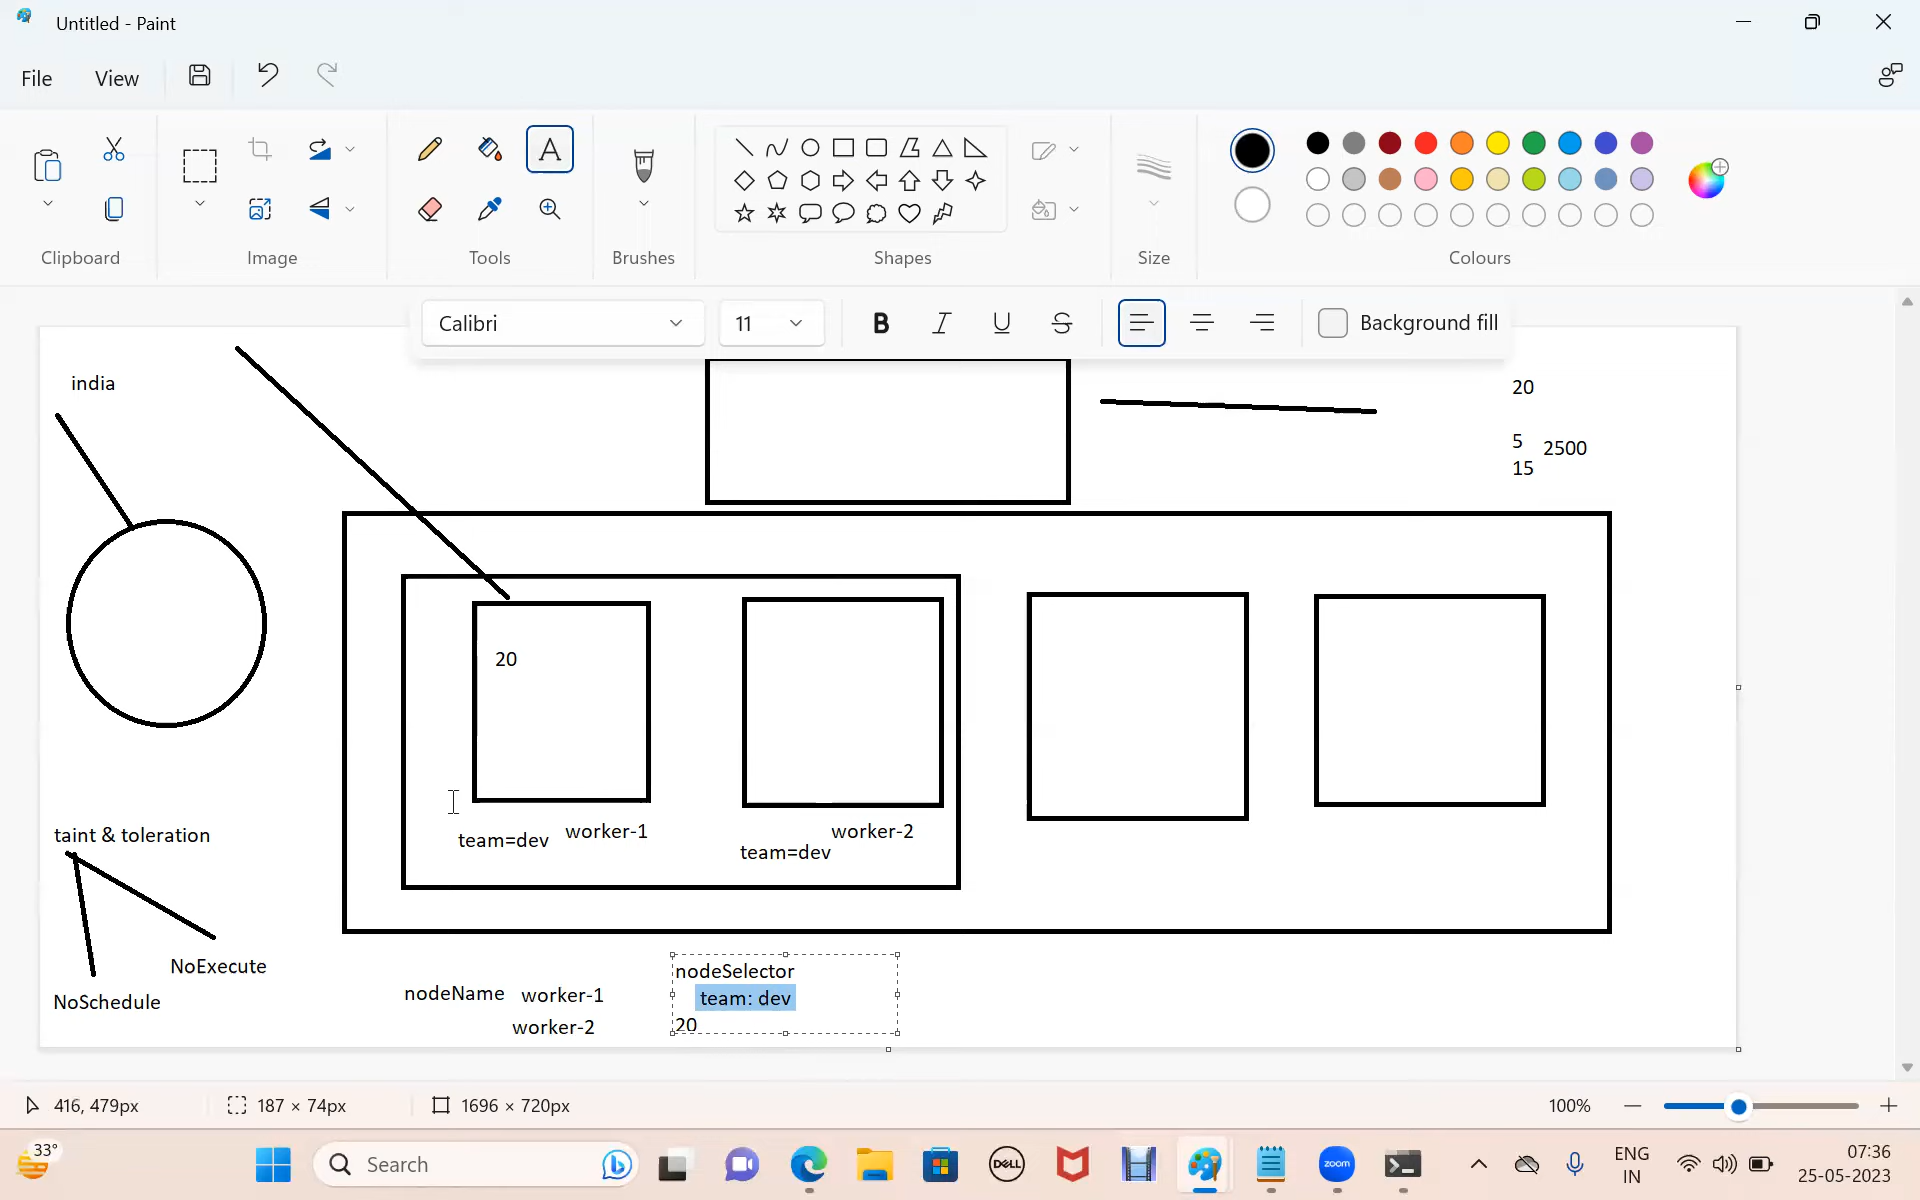 Untitled - Paint
File View
Clipboard
Image
Tools
Brushes
Shapes
Size
Colours
Calibri 11 B I U S Background fill
india
20
5 2500
15
20
team=dev worker-1
team=dev worker-2
taint & toleration
NoExecute
NoSchedule
nodeName worker-1
worker-2
nodeSelector
team: dev
20
416, 479px 187 × 74px 1696 × 720px 100%
33°
Search
DELL
zoom
ENG
IN
07:36
25-05-2023